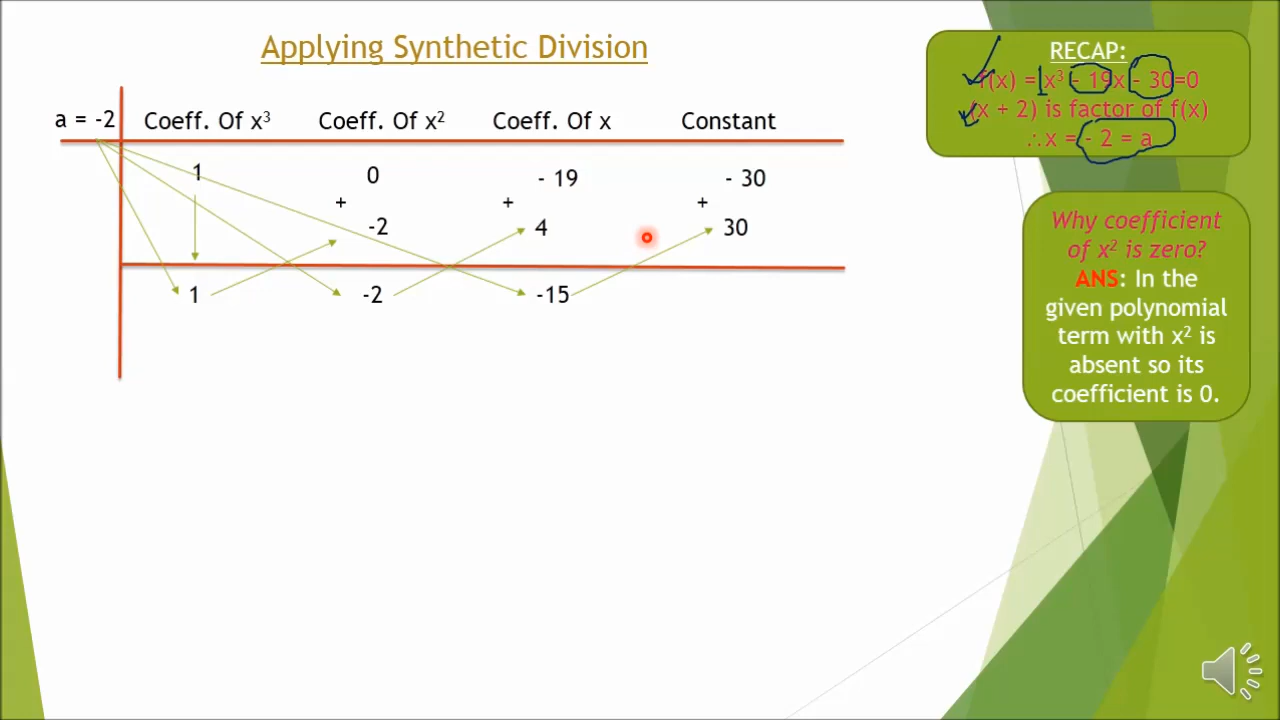 Applying Synthetic Division
a = -2 Coeff. Of x³ Coeff. Of x² Coeff. Of x Constant
1 0 - 19 - 30
+ + +
-2 4 30
1 -2 -15
RECAP:
f(x) = 1x³ - 19x - 30=0
(x + 2) is factor of f(x)
∴x = - 2 = a
Why coefficient
of x² is zero?
ANS: In the
given polynomial
term with x² is
absent so its
coefficient is 0.